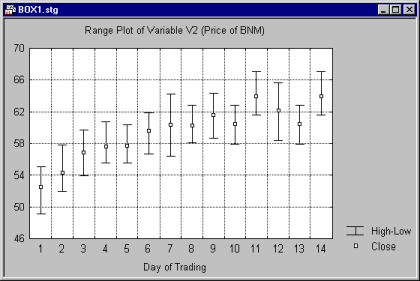 BOX1.stg
Range Plot of Variable V2 (Price of BNM)
70
66
62
58
54
50
46
1 2 3 4 5 6 7 8 9 10 11 12 13 14
Day of Trading
High-Low
Close